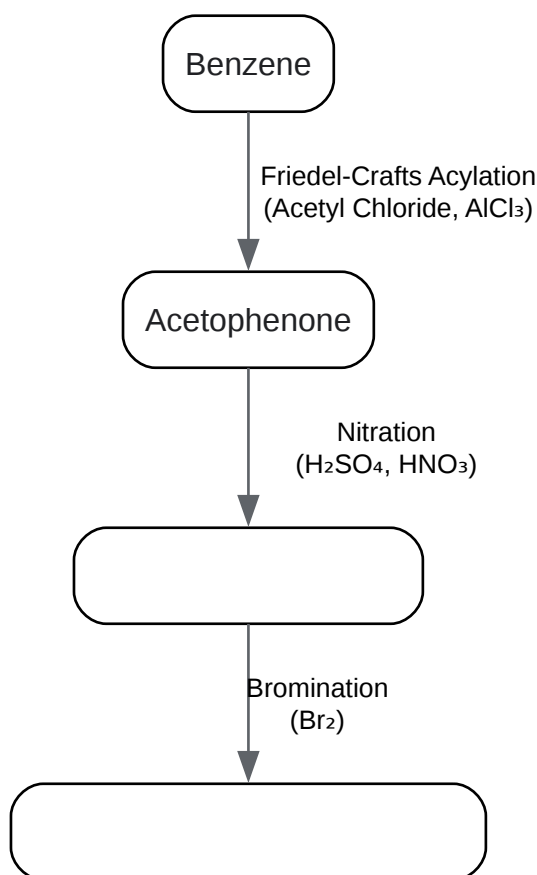 Benzene
Friedel-Crafts Acylation
(Acetyl Chloride, AlCl₃)
Acetophenone
Nitration
(H₂SO₄, HNO₃)
Bromination
(Br₂)